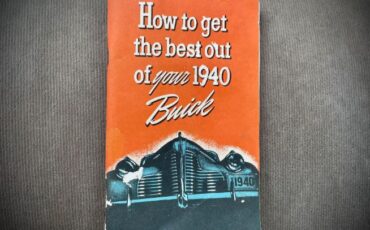 How to get
the best out
of your 1940
Buick
1940